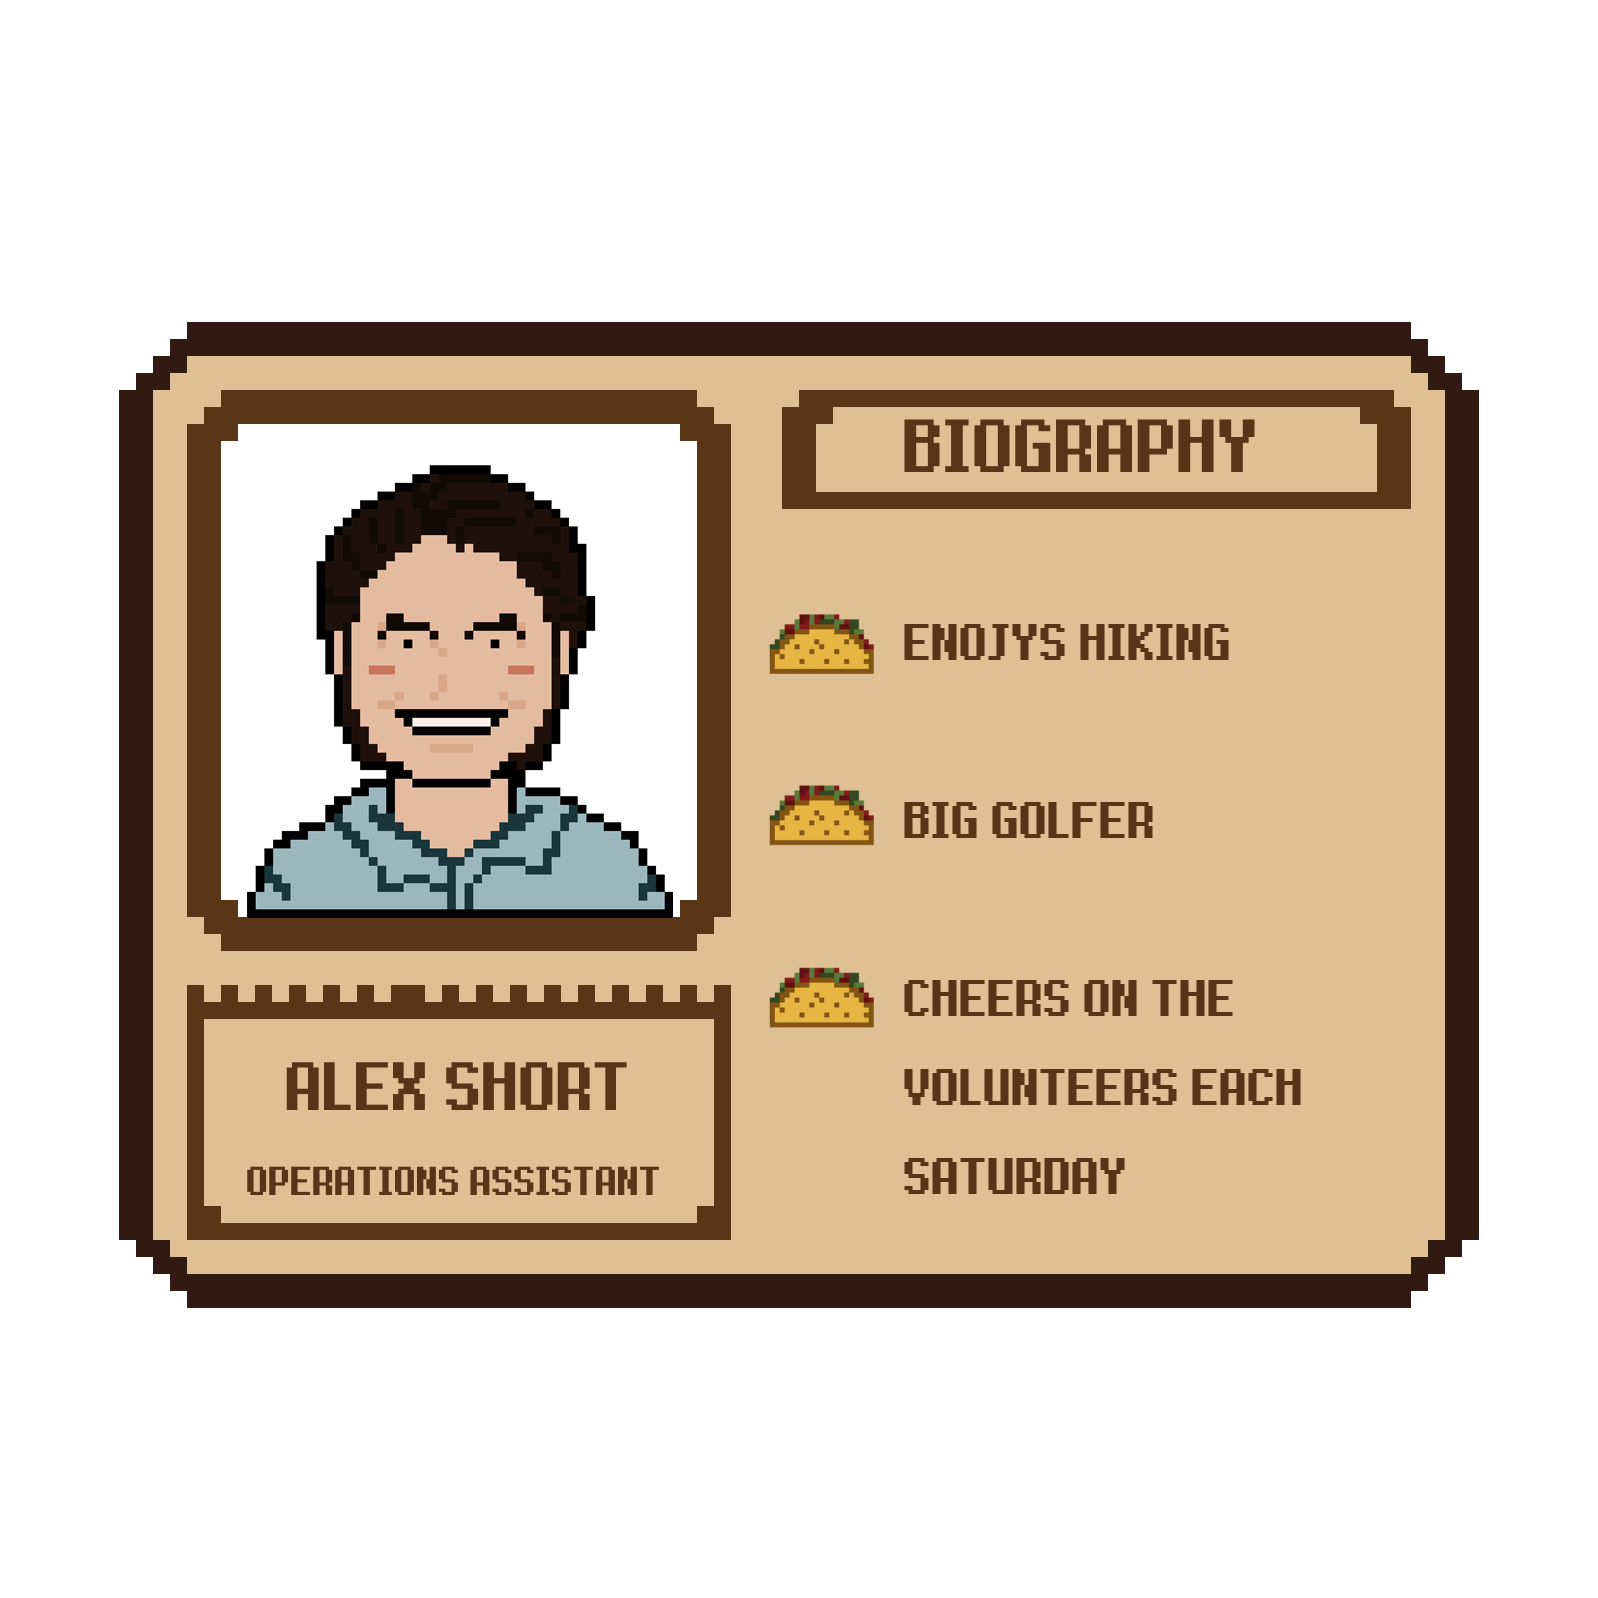 BIOGRAPHY
ENOJYS HIKING
BIG GOLFER
CHEERS ON THE
VOLUNTEERS EACH
SATURDAY
ALEX SHORT
OPERATIONS ASSISTANT